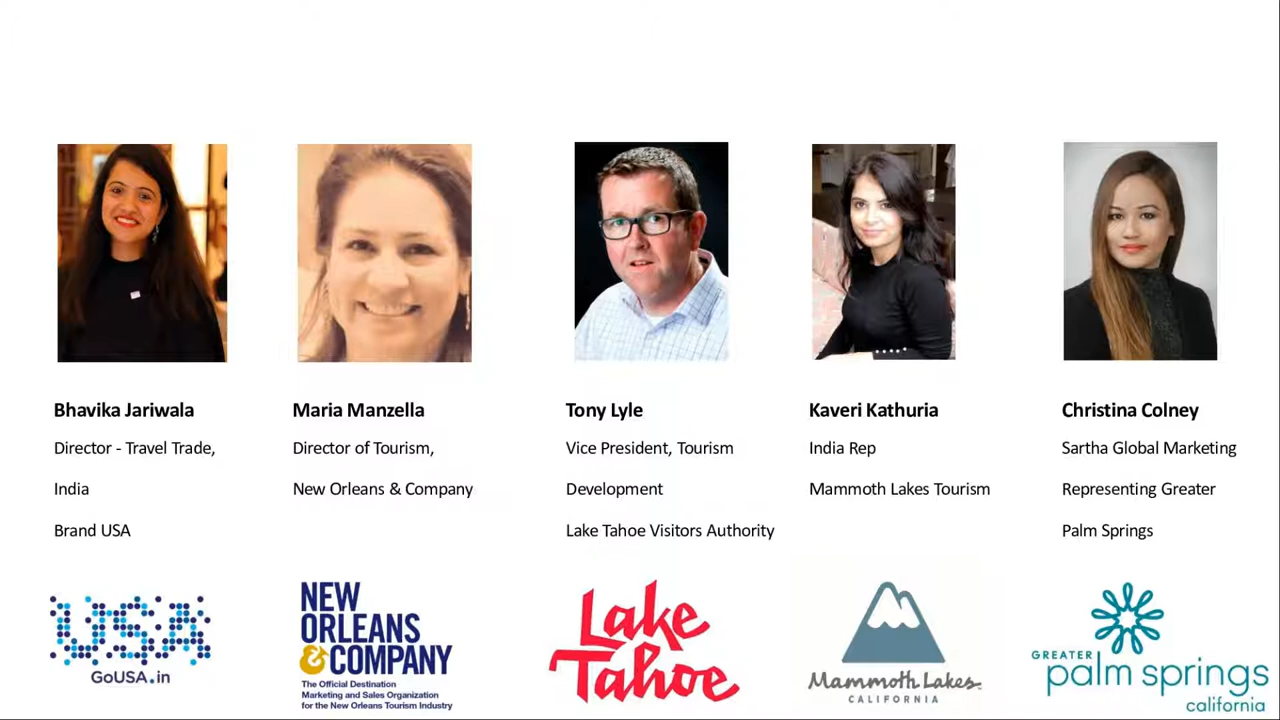 Bhavika Jariwala
Director - Travel Trade,
India
Brand USA
Maria Manzella
Director of Tourism,
New Orleans & Company
Tony Lyle
Vice President, Tourism
Development
Lake Tahoe Visitors Authority
Kaveri Kathuria
India Rep
Mammoth Lakes Tourism
Christina Colney
Sartha Global Marketing
Representing Greater
Palm Springs
USA
GoUSA.in
NEW
ORLEANS
& COMPANY
The Official Destination
Marketing and Sales Organization
for the New Orleans Tourism Industry
Lake
Tahoe
Mammoth Lakes
CALIFORNIA
GREATER
palm springs
california